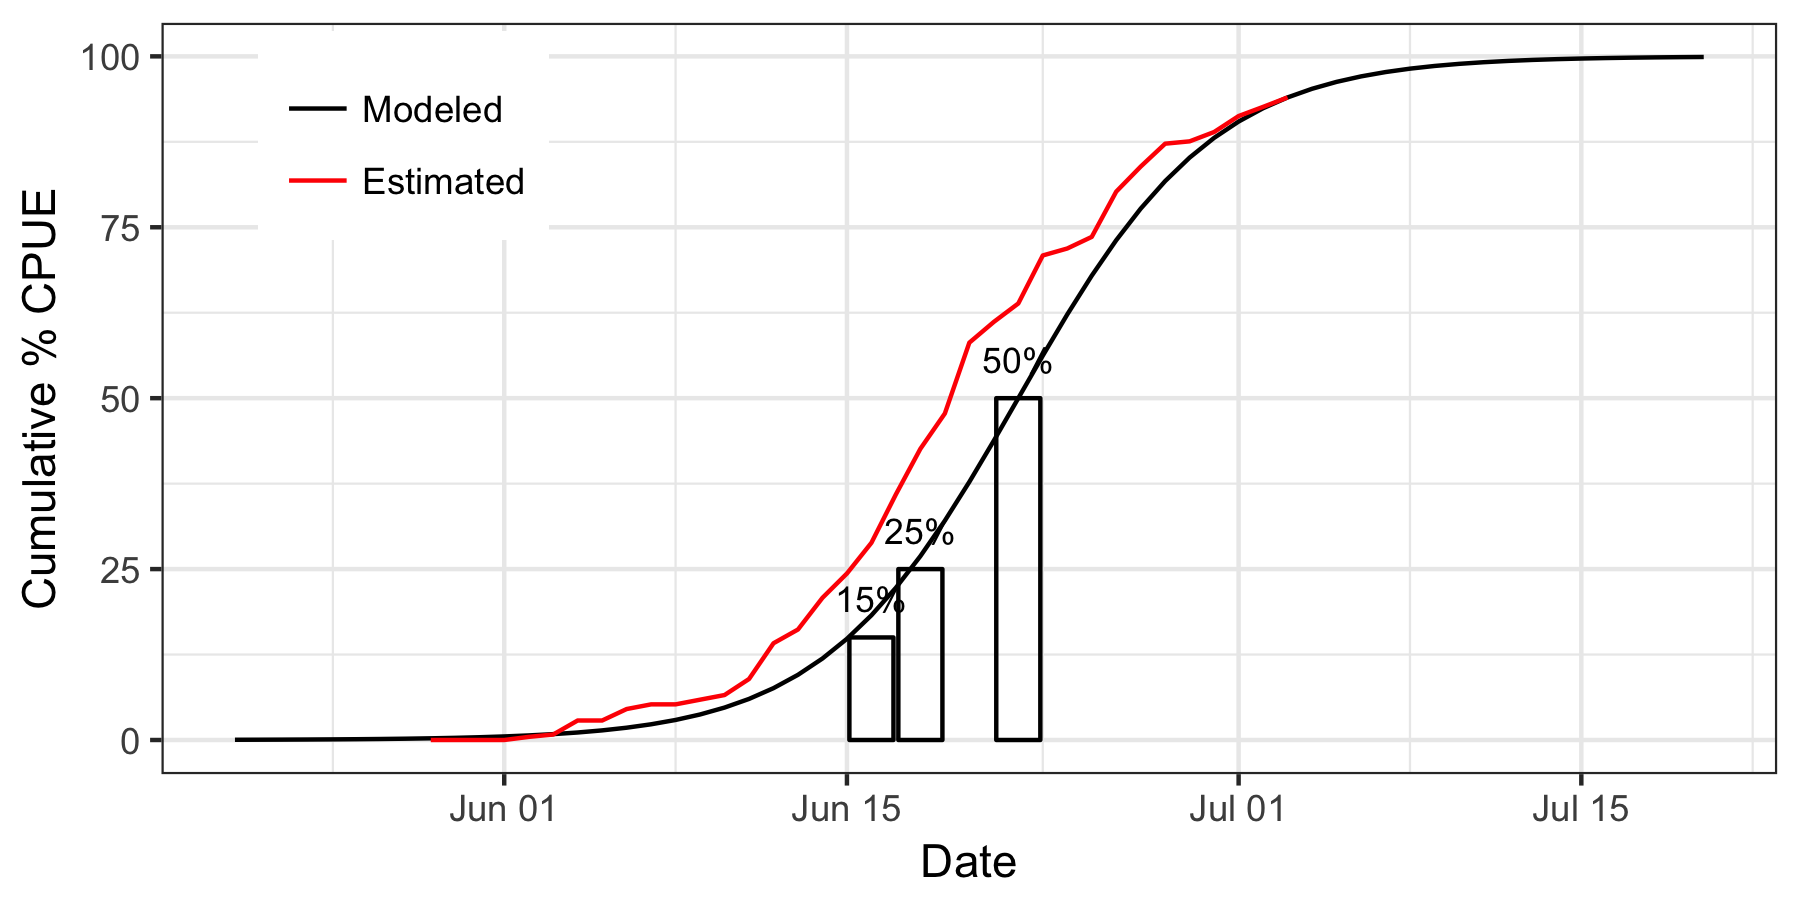 Cumulative % CPUE
100
75
50
25
0
Modeled
Estimated
50%
25%
15%
Jun 01
Jun 15
Jul 01
Jul 15
Date